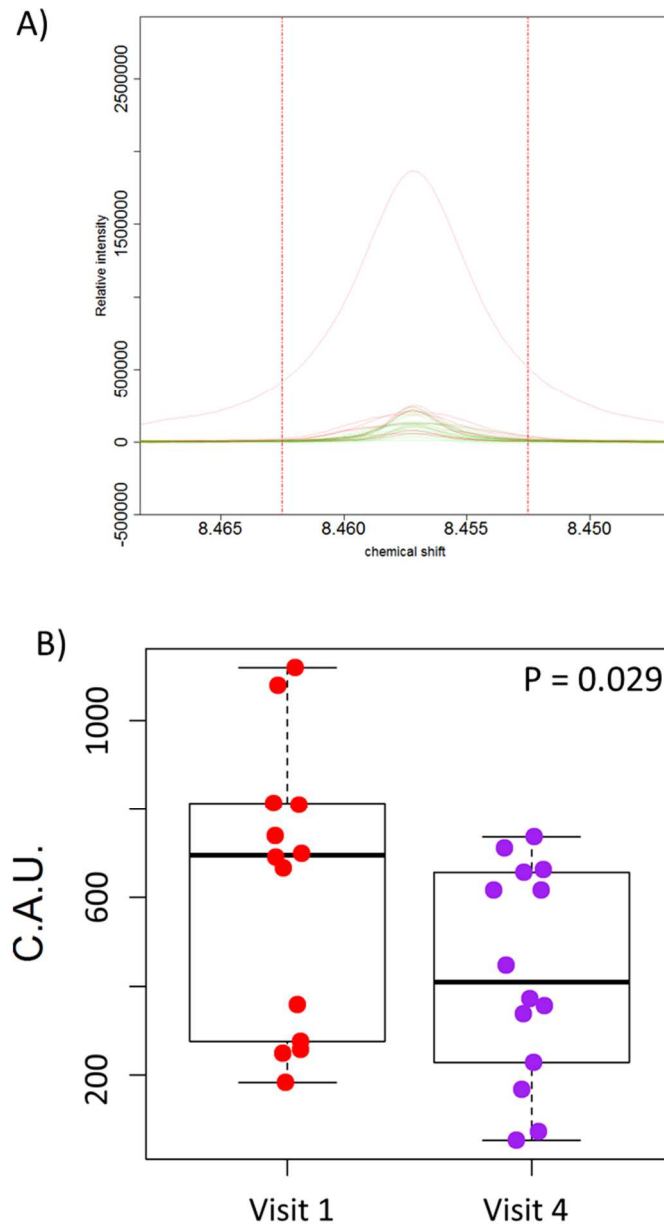 A)
2500000
1500000
500000
0
-500000
Relative intensity
8.465 8.460 8.455 8.450
chemical shift
B)
P = 0.029
1000
600
200
C.A.U.
Visit 1 Visit 4